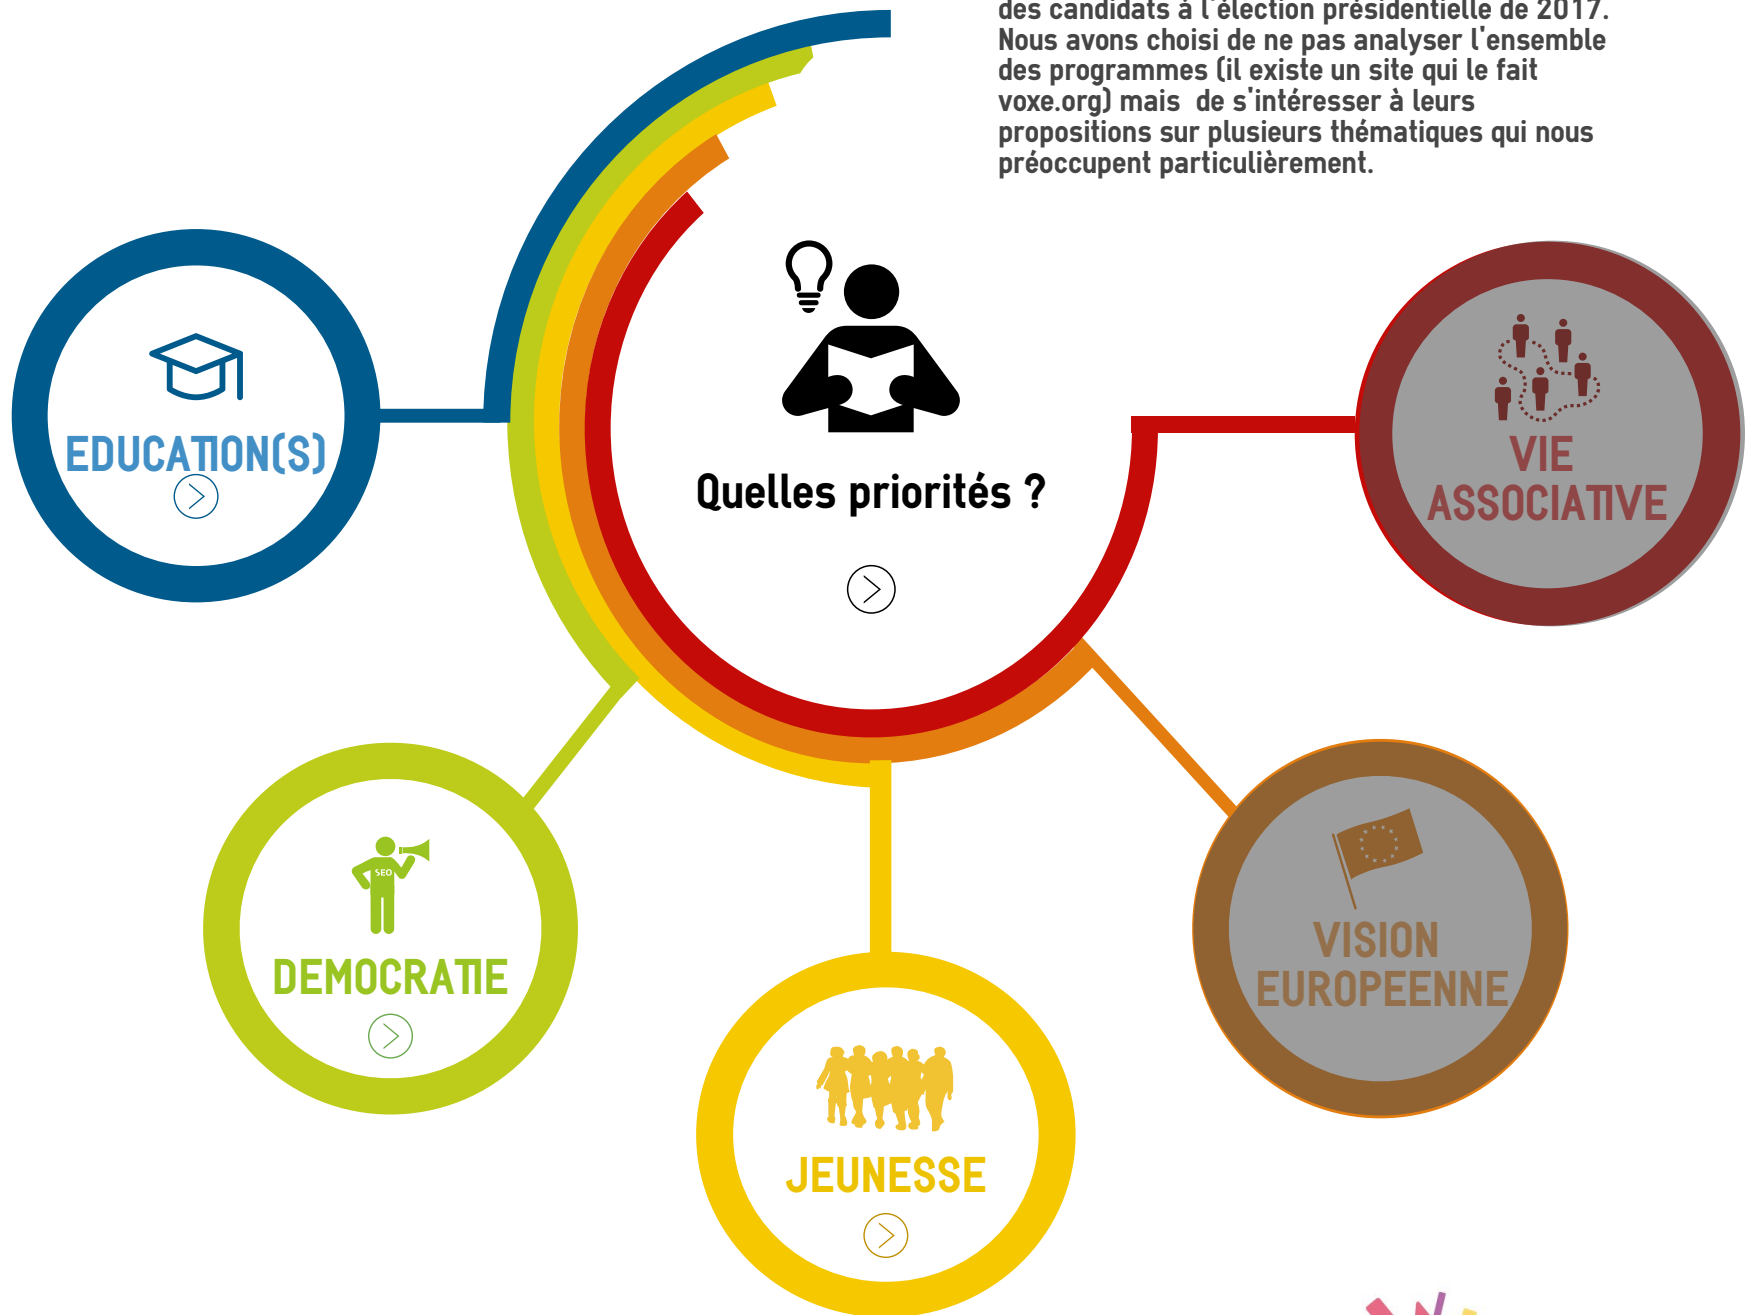 des candidats à l'élection présidentielle de 2017.
Nous avons choisi de ne pas analyser l'ensemble
des programmes (il existe un site qui le fait
voxe.org) mais de s'intéresser à leurs
propositions sur plusieurs thématiques qui nous
préoccupent particulièrement.
EDUCATION(S)
Quelles priorités ?
VIE
ASSOCIATIVE
SEO
DEMOCRATIE
VISION
EUROPEENNE
JEUNESSE